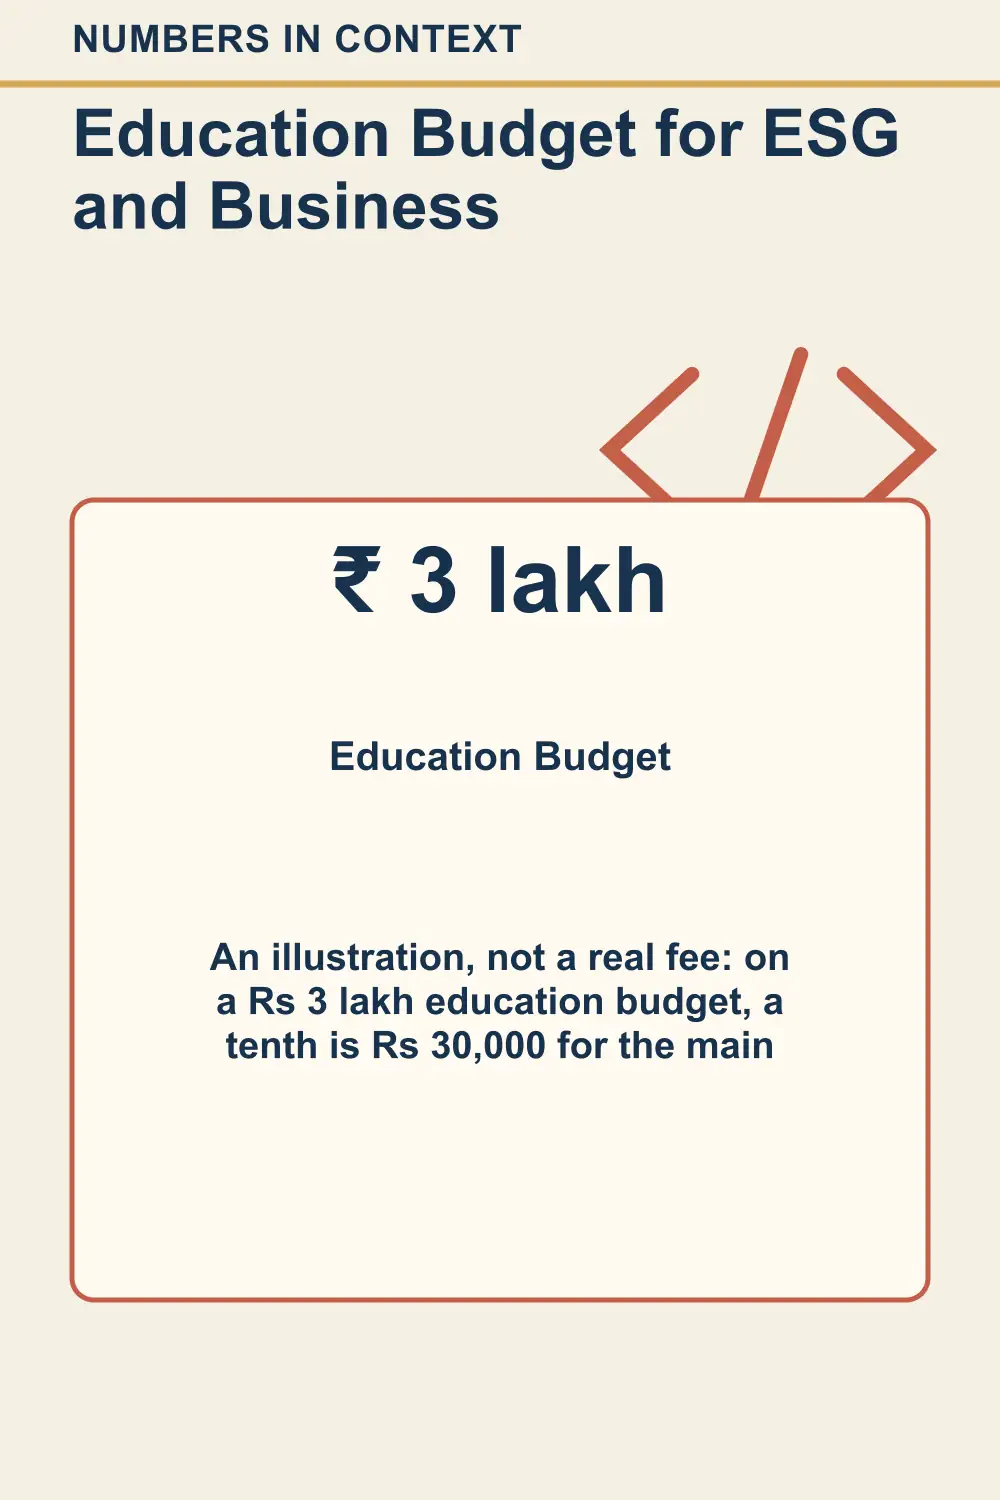 NUMBERS IN CONTEXT
Education Budget for ESG
and Business
₹ 3 lakh
Education Budget
An illustration, not a real fee: on
a Rs 3 lakh education budget, a
tenth is Rs 30,000 for the main